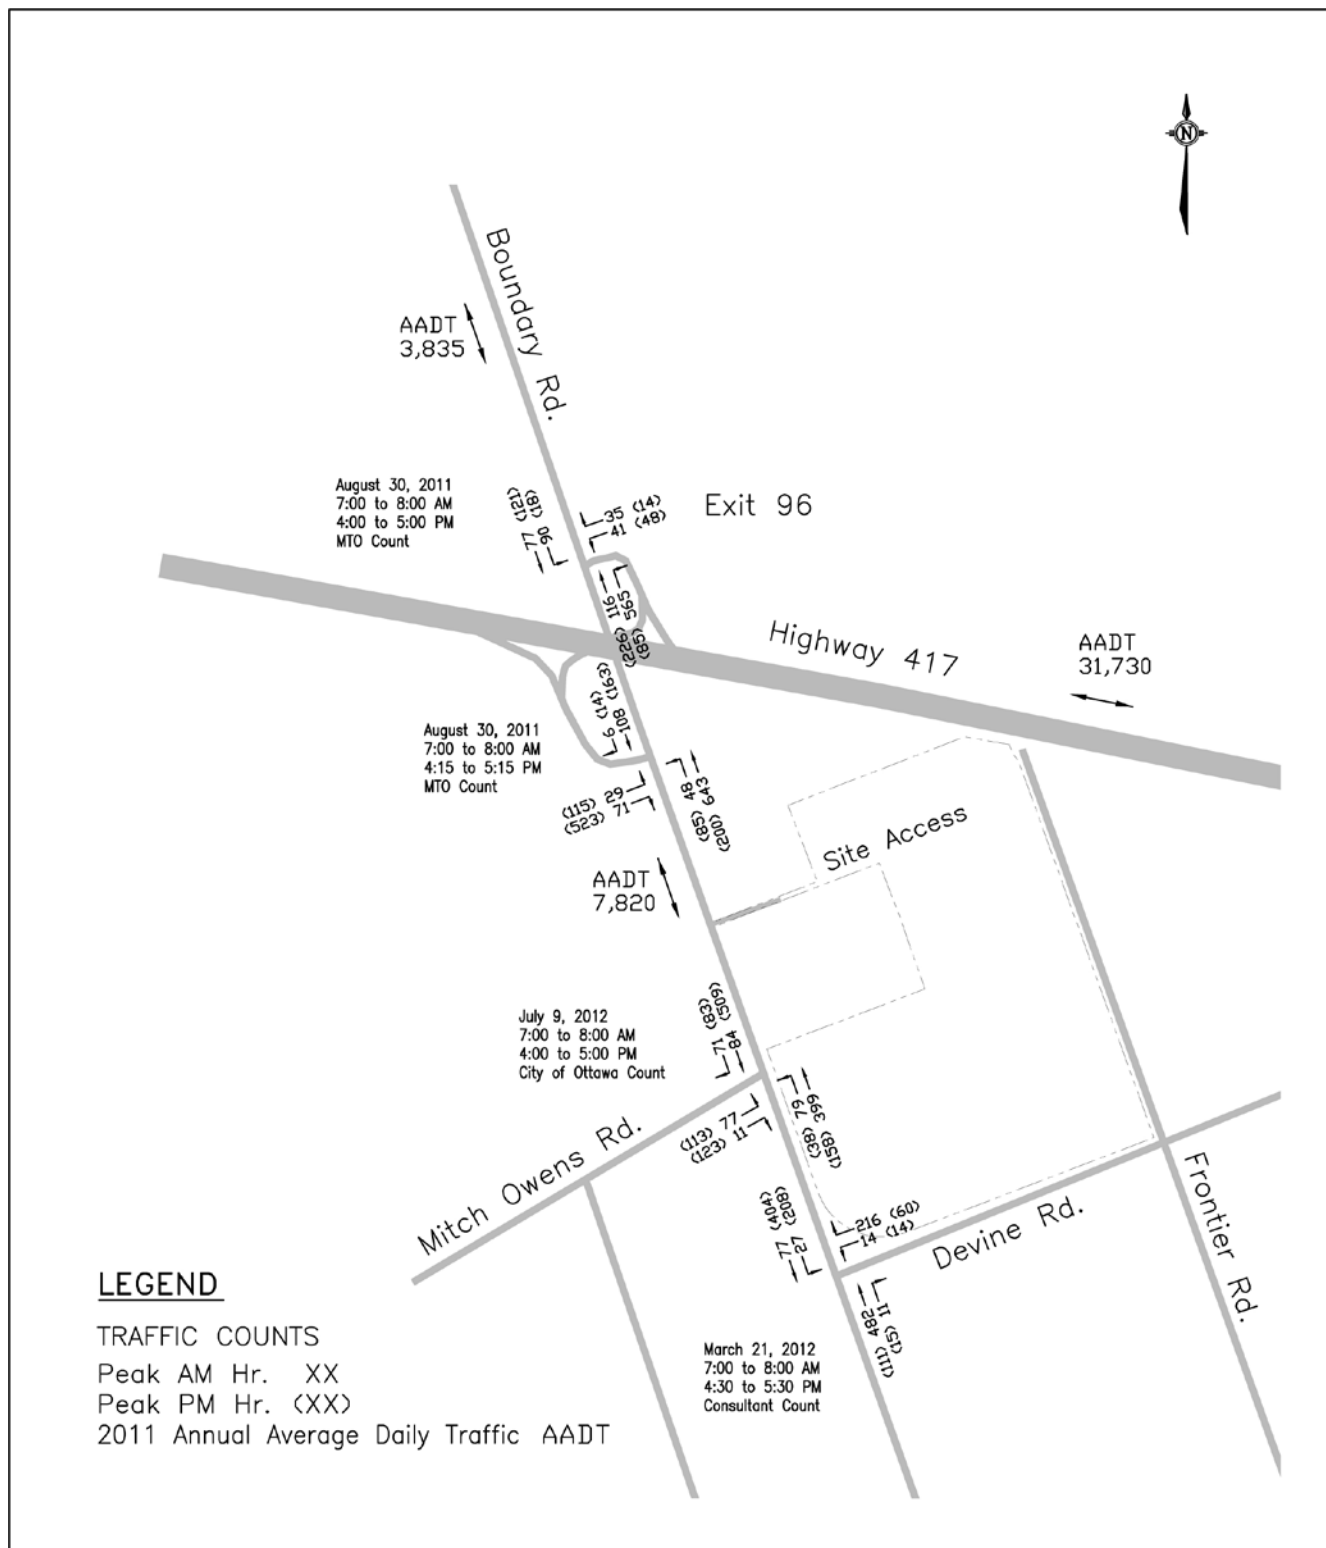 N
Boundary Rd.
AADT
3,835
August 30, 2011
7:00 to 8:00 AM
4:00 to 5:00 PM
MTO Count
77 (121)
90 (18)
35 (14)
41 (48)
Exit 96
(226) 116
(85) 565
Highway 417
AADT
31,730
6 (14)
108 (163)
August 30, 2011
7:00 to 8:00 AM
4:15 to 5:15 PM
MTO Count
(115) 29
(523) 71
(85) 48
(200) 643
Site Access
AADT
7,820
71 (83)
84 (509)
July 9, 2012
7:00 to 8:00 AM
4:00 to 5:00 PM
City of Ottawa Count
(113) 77
(123) 11
(38) 79
(158) 399
Mitch Owens Rd.
77 (404)
27 (208)
216 (60)
14 (14)
Devine Rd.
Frontier Rd.
(111) 482
(15) 11
March 21, 2012
7:00 to 8:00 AM
4:30 to 5:30 PM
Consultant Count
LEGEND
TRAFFIC COUNTS
Peak AM Hr. XX
Peak PM Hr. (XX)
2011 Annual Average Daily Traffic AADT